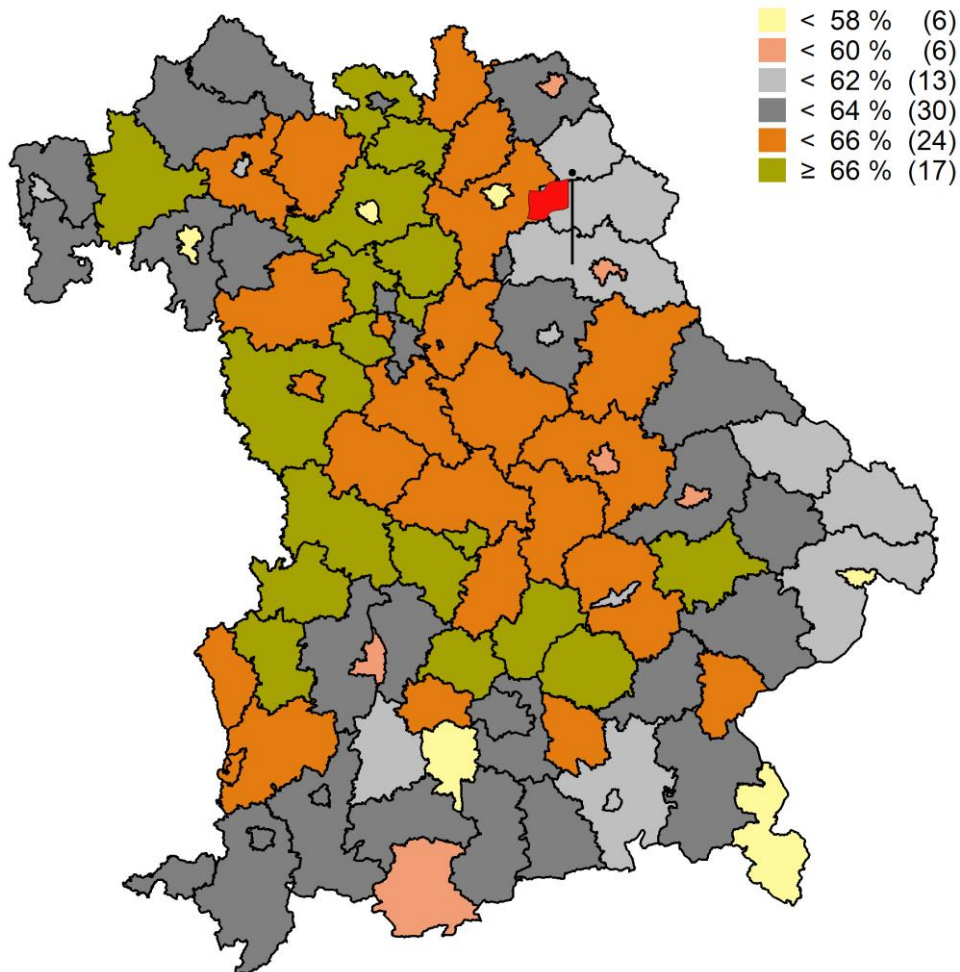 < 58 % (6)
< 60 % (6)
< 62 % (13)
< 64 % (30)
< 66 % (24)
≥ 66 % (17)